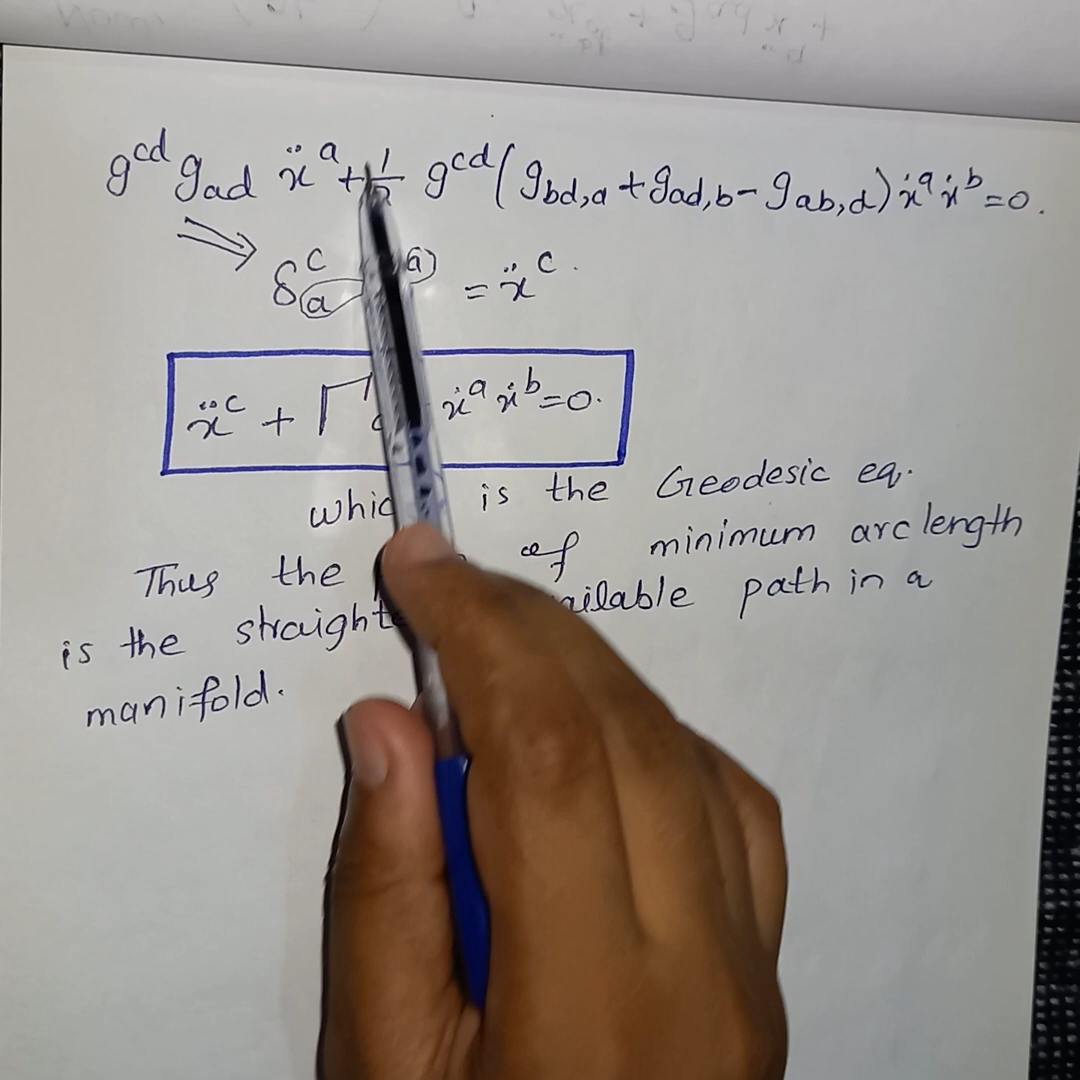 g^{cd} g_{ad} ẍ^a + 1/2 g^{cd} ( g_{bd,a} + g_{ad,b} - g_{ab,d} ) ẋ^a ẋ^b = 0.
⇒ δ^c_a = ẍ^c.
ẍ^c + Γ ẋ^a ẋ^b = 0.
is the Geodesic eq.
Thus the of minimum arc length
is the path in a
manifold.